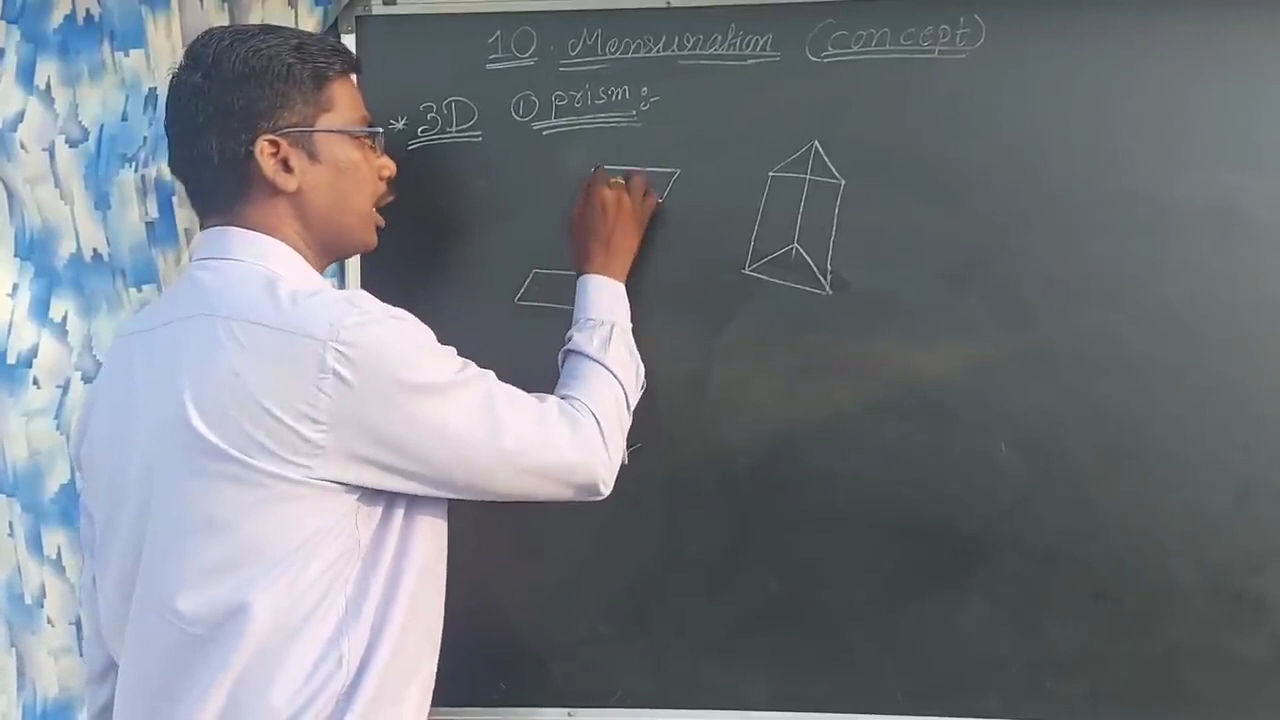 10. Mensuration (concept)
* 3D ① prism :-